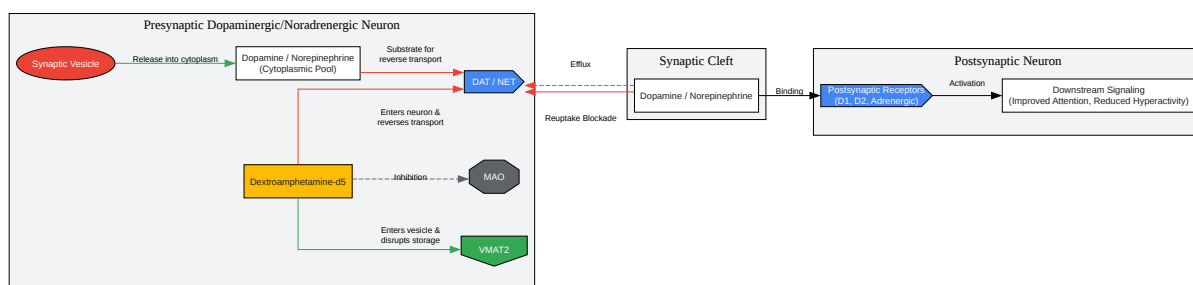 Presynaptic Dopaminergic/Noradrenergic Neuron
Synaptic Vesicle
Release into cytoplasm
Dopamine / Norepinephrine
(Cytoplasmic Pool)
Substrate for
reverse transport
DAT / NET
Enters neuron &
reverses transport
Dextroamphetamine-d5
Inhibition
MAO
Enters vesicle &
disrupts storage
VMAT2
Efflux
Reuptake Blockade
Synaptic Cleft
Dopamine / Norepinephrine
Binding
Postsynaptic Neuron
Postsynaptic Receptors
(D1, D2, Adrenergic)
Activation
Downstream Signaling
(Improved Attention, Reduced Hyperactivity)